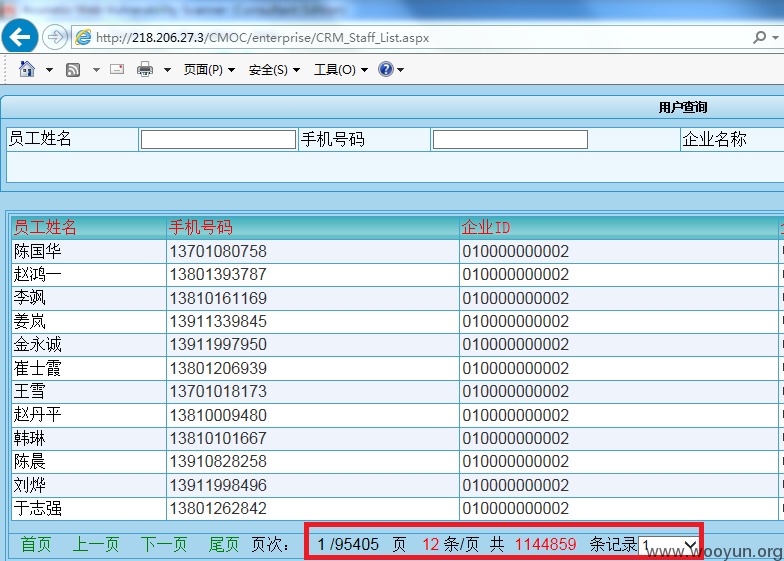 http://218.206.27.3/CMOC/enterprise/CRM_Staff_List.aspx
页面(P) 安全(S) 工具(O)
用户查询
员工姓名 手机号码 企业名称
员工姓名 手机号码 企业ID
陈国华 13701080758 010000000002
赵鸿一 13801393787 010000000002
李飒 13810161169 010000000002
姜岚 13911339845 010000000002
金永诚 13911997950 010000000002
崔士霞 13801206939 010000000002
王雪 13701018173 010000000002
赵丹平 13810009480 010000000002
韩琳 13810101667 010000000002
陈晨 13910828258 010000000002
刘烨 13911998496 010000000002
于志强 13801262842 010000000002
首页 上一页 下一页 尾页 页次： 1 /95405 页 12 条/页 共 1144859 条记录 1
www.wooyun.org